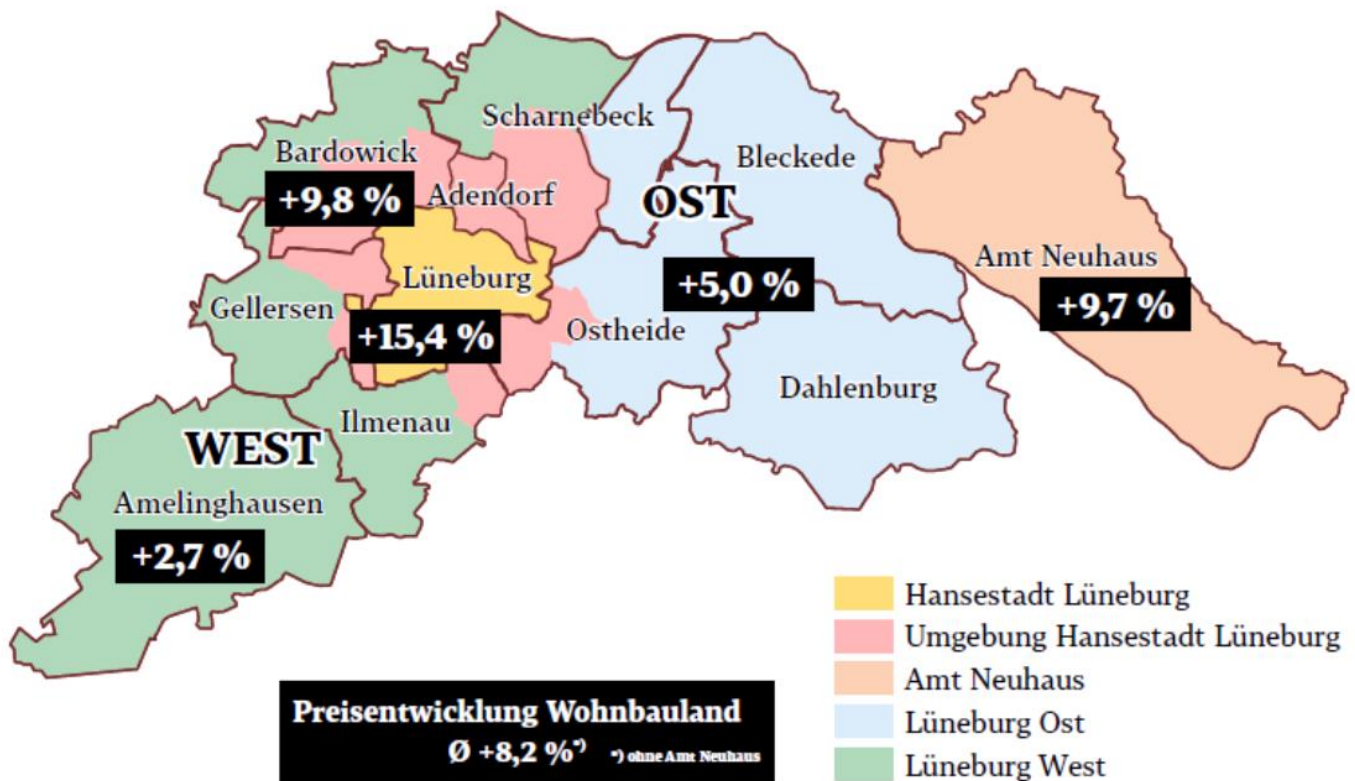 Scharnebeck
Bardowick
Bleckede
+9,8 %
Adendorf
OST
Amt Neuhaus
Lüneburg
+5,0 %
+9,7 %
Gellersen
+15,4 %
Ostheide
Dahlenburg
Ilmenau
WEST
Amelinghausen
+2,7 %
Hansestadt Lüneburg
Umgebung Hansestadt Lüneburg
Amt Neuhaus
Lüneburg Ost
Lüneburg West
Preisentwicklung Wohnbauland
Ø +8,2 %*) *) ohne Amt Neuhaus